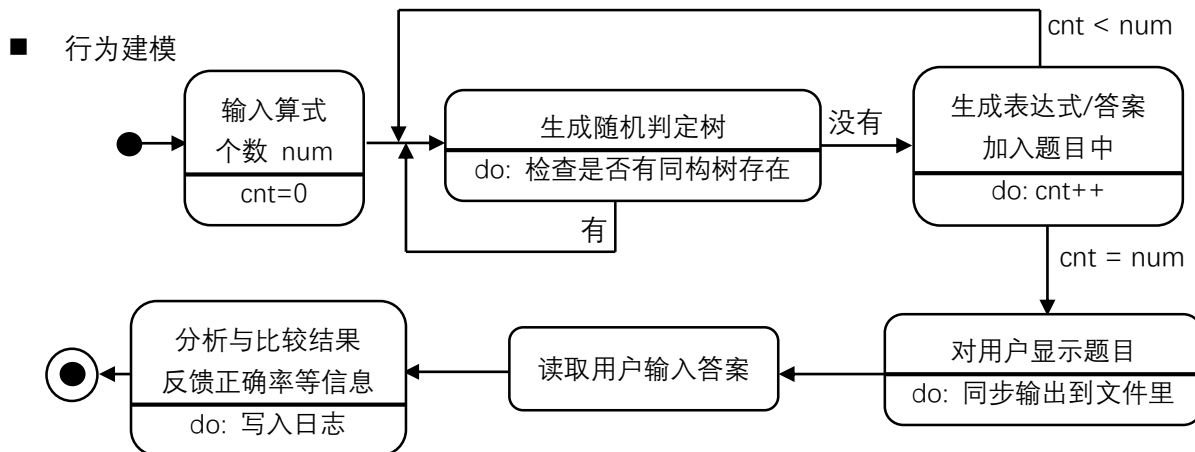 ■ 行为建模
cnt < num
输入算式
个数 num
cnt=0
生成随机判定树
do: 检查是否有同构树存在
没有
有
生成表达式/答案
加入题目中
do: cnt++
cnt = num
对用户显示题目
do: 同步输出到文件里
读取用户输入答案
分析与比较结果
反馈正确率等信息
do: 写入日志